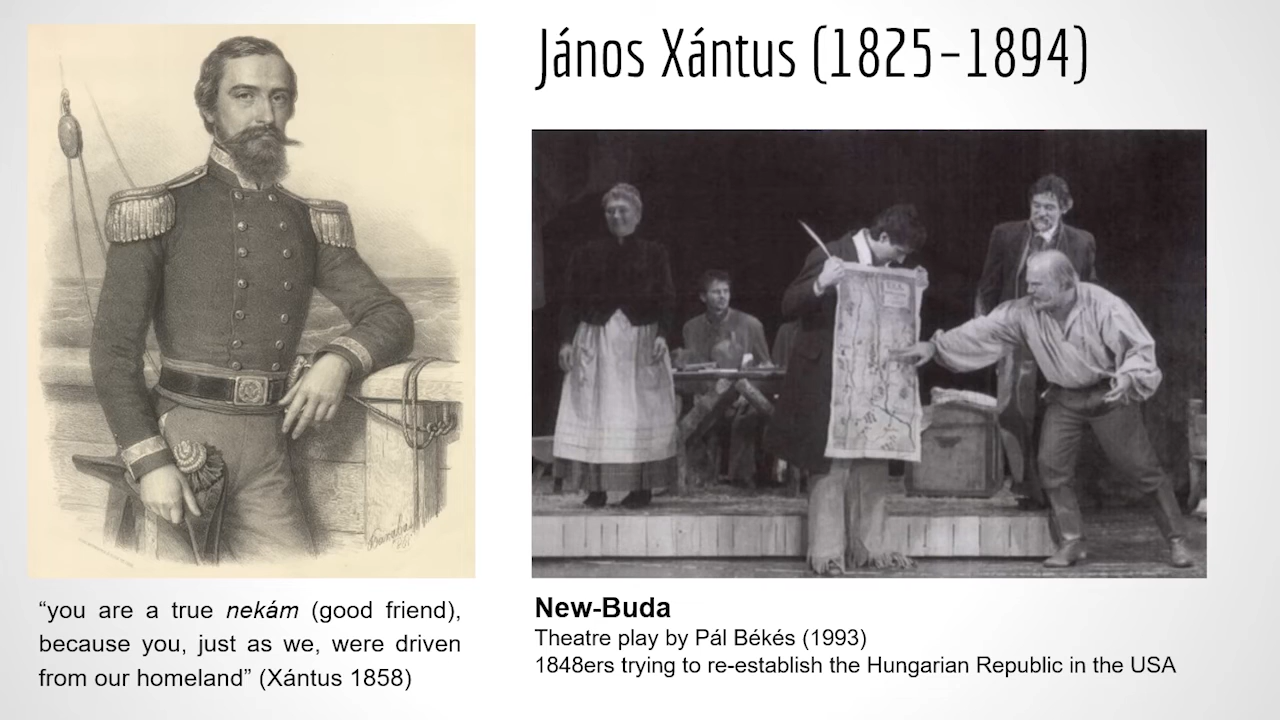 János Xántus (1825–1894)
“you are a true nekám (good friend),
because you, just as we, were driven
from our homeland” (Xántus 1858)
New-Buda
Theatre play by Pál Békés (1993)
1848ers trying to re-establish the Hungarian Republic in the USA